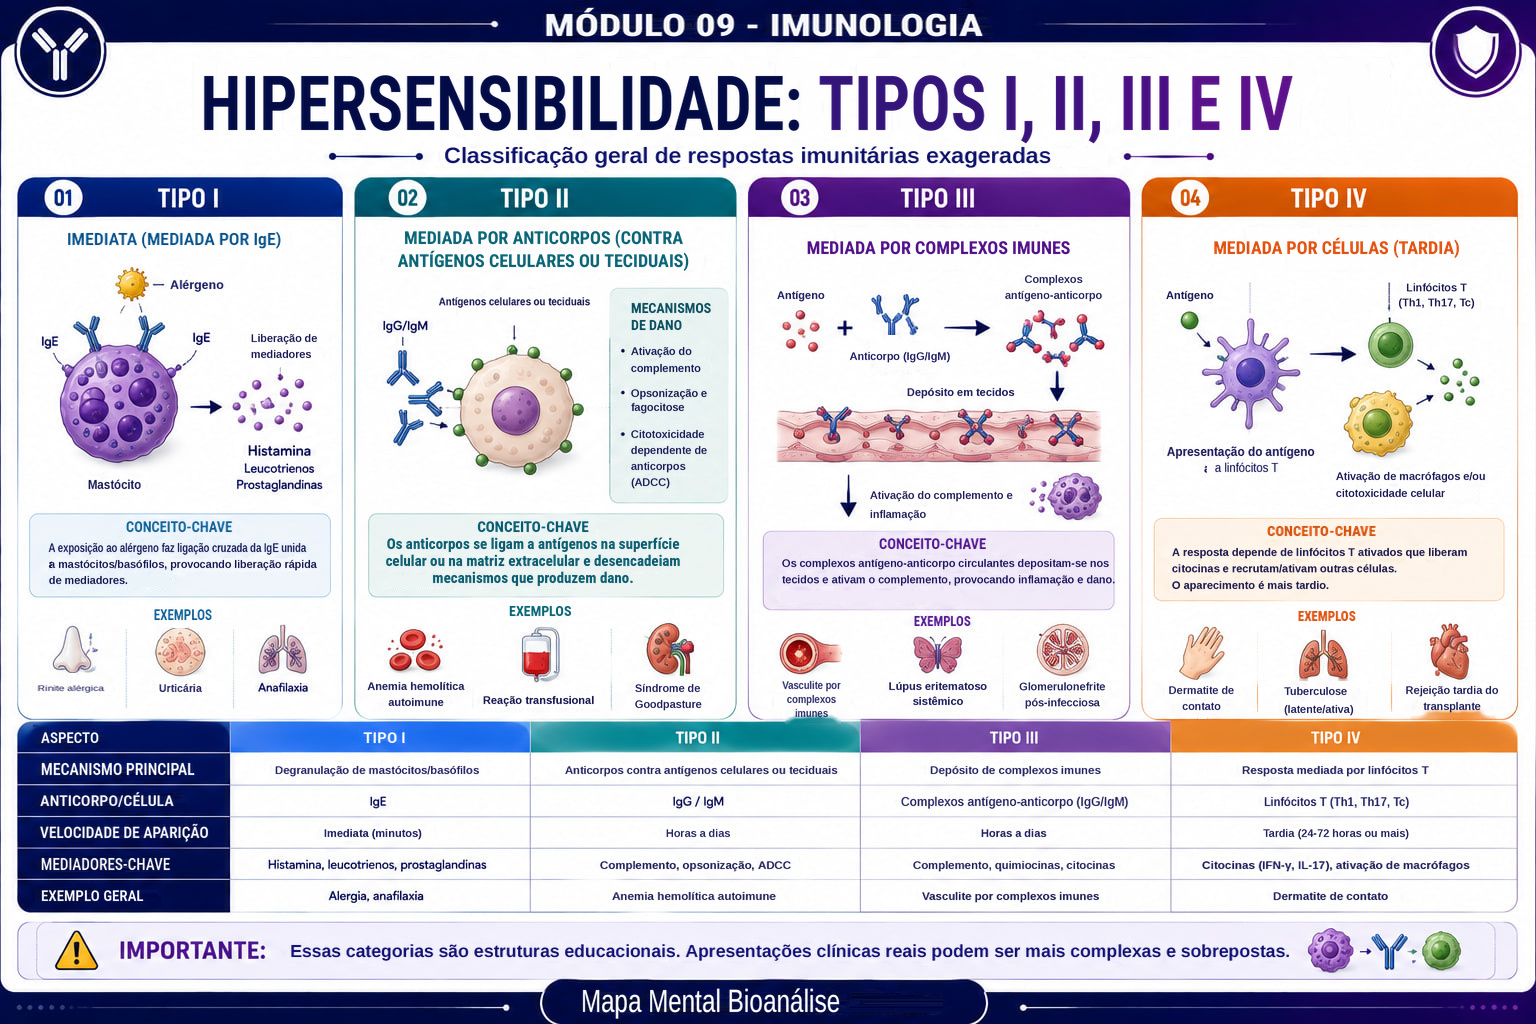 MÓDULO 09 - IMUNOLOGIA
HIPERSENSIBILIDADE: TIPOS I, II, III E IV
Classificação geral de respostas imunitárias exageradas
01 TIPO I
IMEDIATA (MEDIADA POR IgE)
Alérgeno
IgE
IgE
Liberação de
mediadores
Histamina
Leucotrienos
Prostaglandinas
Mastócito
CONCEITO-CHAVE
A exposição ao alérgeno faz ligação cruzada da IgE unida
a mastócitos/basófilos, provocando liberação rápida
de mediadores.
EXEMPLOS
Rinite alérgica
Urticária
Anafilaxia
02 TIPO II
MEDIADA POR ANTICORPOS (CONTRA
ANTÍGENOS CELULARES OU TECIDUAIS)
Antígenos celulares ou teciduais
IgG/IgM
MECANISMOS
DE DANO
• Ativação do
complemento
• Opsonização e
fagocitose
• Citotoxicidade
dependente de
anticorpos
(ADCC)
CONCEITO-CHAVE
Os anticorpos se ligam a antígenos na superfície
celular ou na matriz extracelular e desencadeiam
mecanismos que produzem dano.
EXEMPLOS
Anemia hemolítica
autoimune
Reação transfusional
Síndrome de
Goodpasture
03 TIPO III
MEDIADA POR COMPLEXOS IMUNES
Antígeno
+
Anticorpo (IgG/IgM)
Complexos
antígeno-anticorpo
Depósito em tecidos
Ativação do complemento e
inflamação
CONCEITO-CHAVE
Os complexos antígeno-anticorpo circulantes depositam-se nos
tecidos e ativam o complemento, provocando inflamação e dano.
EXEMPLOS
Vasculite por
complexos
imunes
Lúpus eritematoso
sistêmico
Glomerulonefrite
pós-infecciosa
04 TIPO IV
MEDIADA POR CÉLULAS (TARDIA)
Antígeno
Linfócitos T
(Th1, Th17, Tc)
Apresentação do antígeno
a linfócitos T
Ativação de macrófagos e/ou
citotoxicidade celular
CONCEITO-CHAVE
A resposta depende de linfócitos T ativados que liberam
citocinas e recrutam/ativam outras células.
O aparecimento é mais tardio.
EXEMPLOS
Dermatite de
contato
Tuberculose
(latente/ativa)
Rejeição tardia do
transplante
ASPECTO TIPO I TIPO II TIPO III TIPO IV
MECANISMO PRINCIPAL Degranulação de mastócitos/basófilos Anticorpos contra antígenos celulares ou teciduais Depósito de complexos imunes Resposta mediada por linfócitos T
ANTICORPO/CÉLULA IgE IgG / IgM Complexos antígeno-anticorpo (IgG/IgM) Linfócitos T (Th1, Th17, Tc)
VELOCIDADE DE APARIÇÃO Imediata (minutos) Horas a dias Horas a dias Tardia (24-72 horas ou mais)
MEDIADORES-CHAVE Histamina, leucotrienos, prostaglandinas Complemento, opsonização, ADCC Complemento, quimiocinas, citocinas Citocinas (IFN-γ, IL-17), ativação de macrófagos
EXEMPLO GERAL Alergia, anafilaxia Anemia hemolítica autoimune Vasculite por complexos imunes Dermatite de contato
IMPORTANTE: Essas categorias são estruturas educacionais. Apresentações clínicas reais podem ser mais complexas e sobrepostas.
Mapa Mental Bioanálise